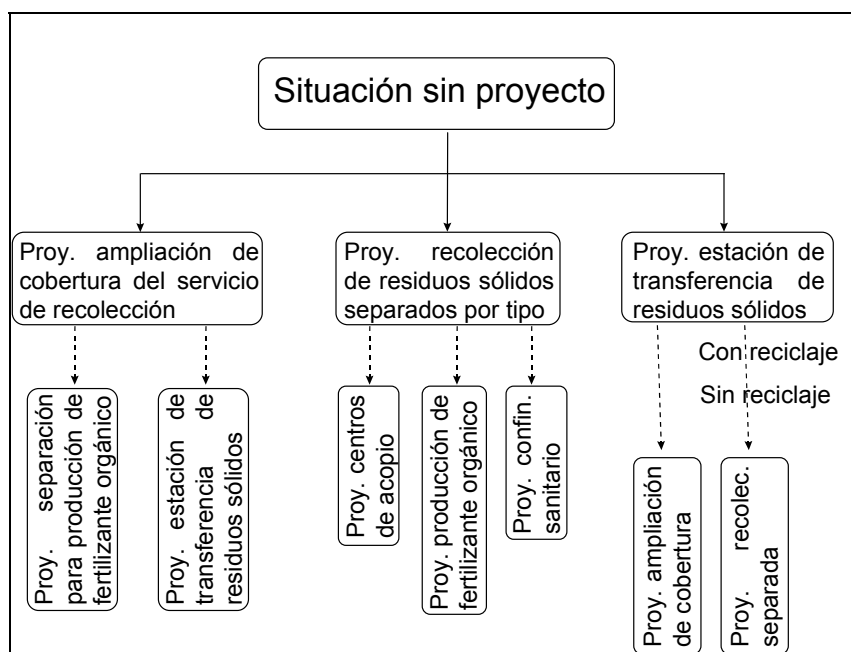 Situación sin proyecto
Proy. ampliación de
cobertura del servicio
de recolección
Proy. recolección
de residuos sólidos
separados por tipo
Proy. estación de
transferencia de
residuos sólidos
Con reciclaje
Sin reciclaje
Proy. separación
para producción de
fertilizante orgánico
Proy. estación de
transferencia de
residuos sólidos
Proy. centros
de acopio
Proy. producción de
fertilizante orgánico
Proy. confin.
sanitario
Proy. ampliación
de cobertura
Proy. recolec.
separada